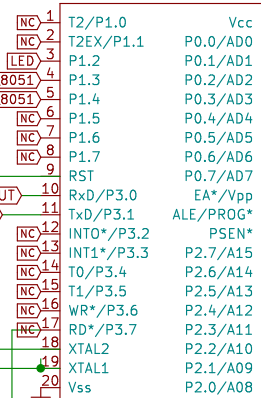 NC 1 T2/P1.0 Vcc
NC 2 T2EX/P1.1 P0.0/AD0
LED 3 P1.2 P0.1/AD1
8051 4 P1.3 P0.2/AD2
8051 5 P1.4 P0.3/AD3
NC 6 P1.5 P0.4/AD4
NC 7 P1.6 P0.5/AD5
NC 8 P1.7 P0.6/AD6
9 RST P0.7/AD7
UT 10 RxD/P3.0 EA*/Vpp
11 TxD/P3.1 ALE/PROG*
NC 12 INTO*/P3.2 PSEN*
NC 13 INT1*/P3.3 P2.7/A15
NC 14 T0/P3.4 P2.6/A14
NC 15 T1/P3.5 P2.5/A13
NC 16 WR*/P3.6 P2.4/A12
NC 17 RD*/P3.7 P2.3/A11
18 XTAL2 P2.2/A10
19 XTAL1 P2.1/A09
20 Vss P2.0/A08